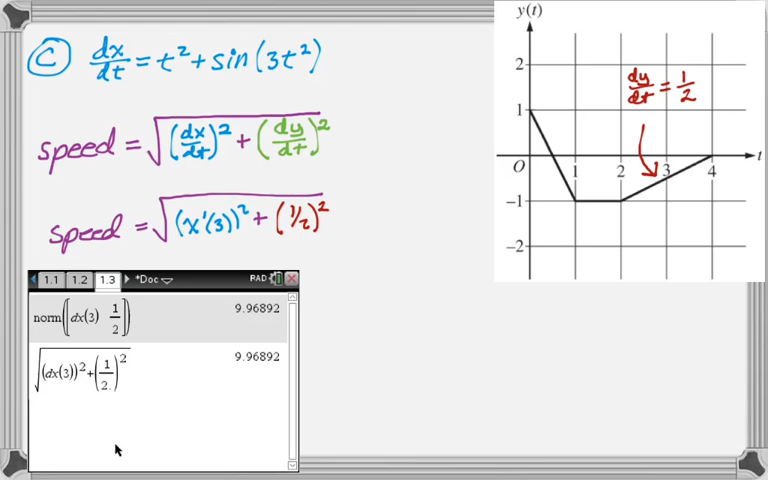 C dx/dt = t² + sin(3t²)
speed = √((dx/dt)² + (dy/dt)²)
speed = √((x'(3))² + (1/2)²)
1.1 1.2 1.3 *Doc RAD
norm([dx(3) 1/2]) 9.96892
√((dx(3))²+(1/2.)²) 9.96892
y(t)
dy/dt = 1/2
2
1
O 1 2 3 4 t
−1
−2